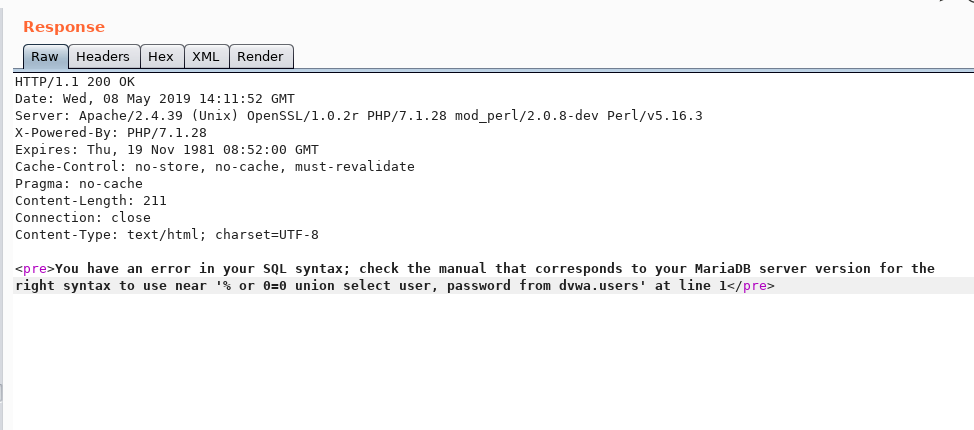 Response
Raw Headers Hex XML Render
HTTP/1.1 200 OK
Date: Wed, 08 May 2019 14:11:52 GMT
Server: Apache/2.4.39 (Unix) OpenSSL/1.0.2r PHP/7.1.28 mod_perl/2.0.8-dev Perl/v5.16.3
X-Powered-By: PHP/7.1.28
Expires: Thu, 19 Nov 1981 08:52:00 GMT
Cache-Control: no-store, no-cache, must-revalidate
Pragma: no-cache
Content-Length: 211
Connection: close
Content-Type: text/html; charset=UTF-8
<pre>You have an error in your SQL syntax; check the manual that corresponds to your MariaDB server version for the
right syntax to use near '% or 0=0 union select user, password from dvwa.users' at line 1</pre>